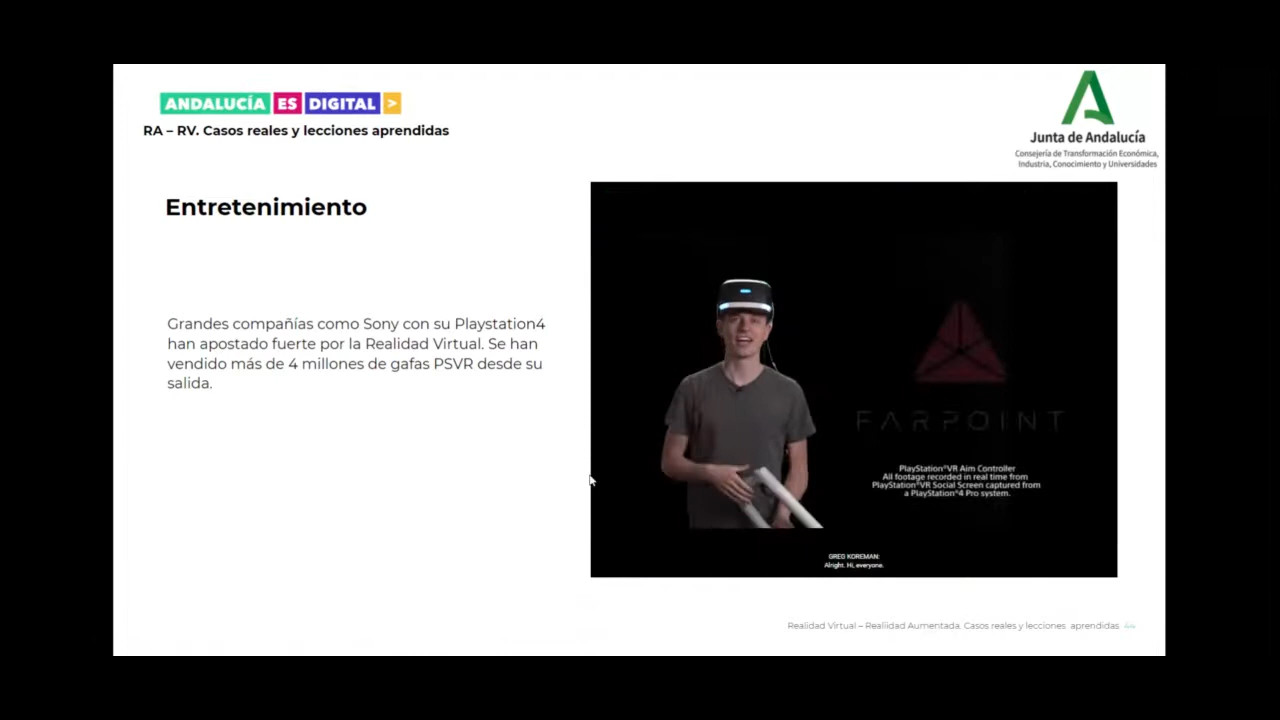 ANDALUCÍA ES DIGITAL >
RA – RV. Casos reales y lecciones aprendidas
Junta de Andalucía
Consejería de Transformación Económica,
Industria, Conocimiento y Universidades
Entretenimiento
Grandes compañías como Sony con su Playstation4
han apostado fuerte por la Realidad Virtual. Se han
vendido más de 4 millones de gafas PSVR desde su
salida.
FARPOINT
PlayStation®VR Aim Controller
All footage recorded in real time from
PlayStation®VR Social Screen captured from
a PlayStation®4 Pro system.
GREG KOREMAN:
Alright. Hi, everyone.
Realidad Virtual – Realiidad Aumentada. Casos reales y lecciones aprendidas 44